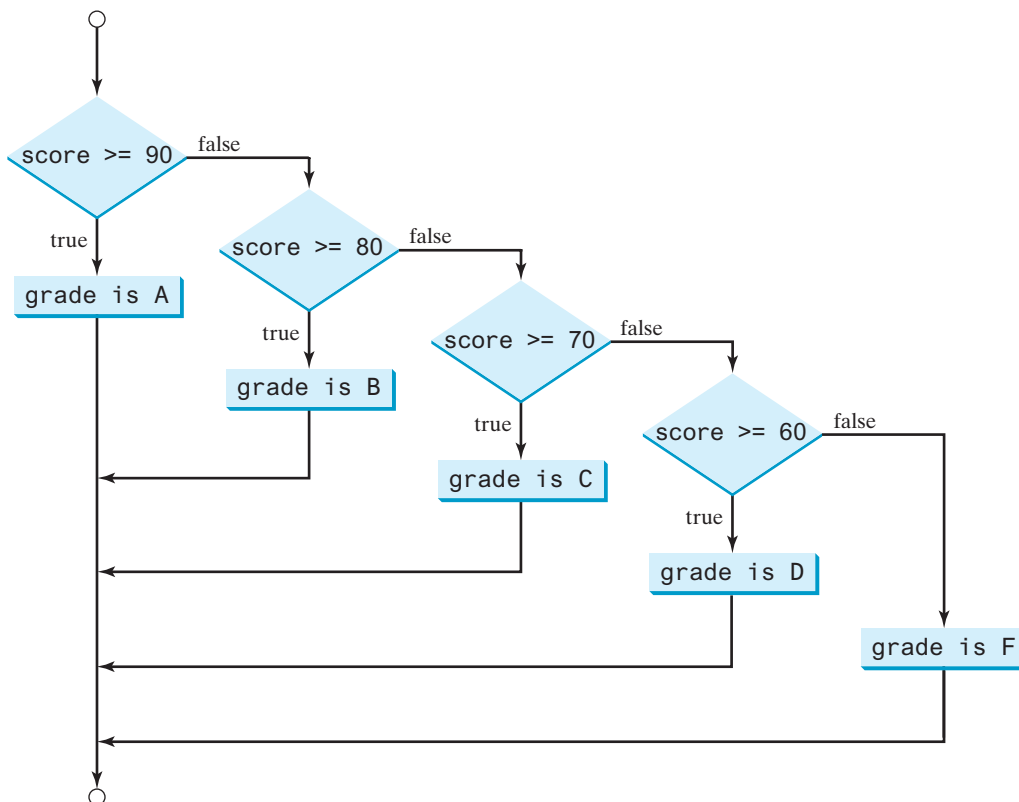 false
score >= 90
true
false
score >= 80
grade is A
true
false
score >= 70
grade is B
true
false
score >= 60
grade is C
true
grade is D
grade is F